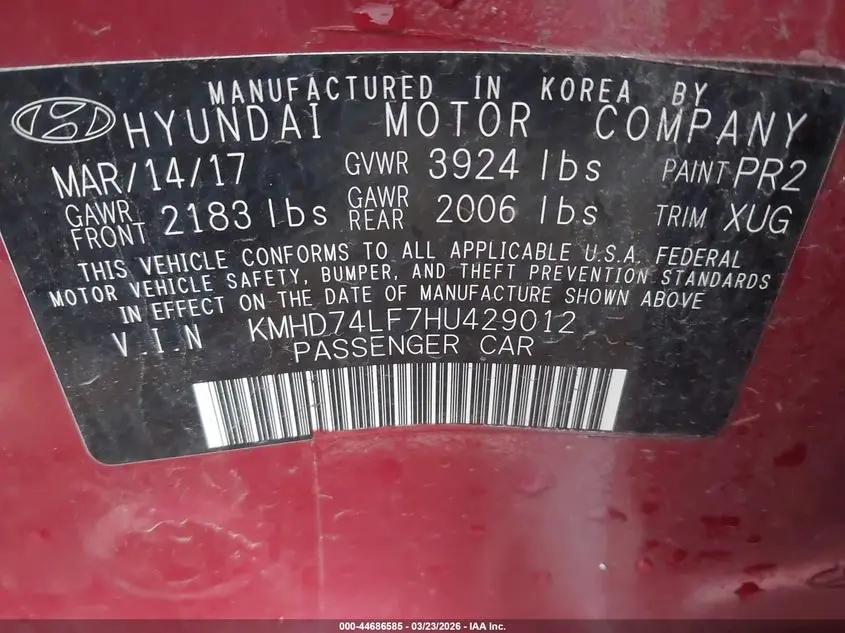 MANUFACTURED IN KOREA BY
HYUNDAI MOTOR COMPANY
MAR/14/17 GVWR 3924 lbs PAINT PR2
GAWR FRONT 2183 lbs GAWR REAR 2006 lbs TRIM XUG
THIS VEHICLE CONFORMS TO ALL APPLICABLE U.S.A. FEDERAL
MOTOR VEHICLE SAFETY, BUMPER, AND THEFT PREVENTION STANDARDS
IN EFFECT ON THE DATE OF MANUFACTURE SHOWN ABOVE
V.I.N KMHD74LF7HU429012
PASSENGER CAR
000-44686585 - 03/23/2026 - IAA Inc.